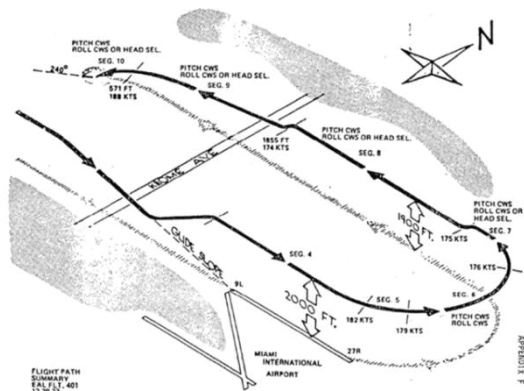 N
PITCH CWS
ROLL CWS OR HEAD SEL.
SEG. 10
240°
571 FT
188 KTS
PITCH CWS
ROLL CWS OR HEAD SEL.
SEG. 9
1855 FT
174 KTS
PITCH CWS
ROLL CWS OR HEAD SEL.
SEG. 8
KROME AVE
1900 FT.
PITCH CWS
ROLL CWS OR
HEAD SEL.
SEG. 7
175 KTS
176 KTS
SEG. 6
PITCH CWS
ROLL CWS
SEG. 5
179 KTS
182 KTS
SEG. 4
2000 FT.
GLIDE SLOPE
9L
27R
MIAMI
INTERNATIONAL
AIRPORT
FLIGHT PATH
SUMMARY
EAL FLT. 401
APPENDIX E